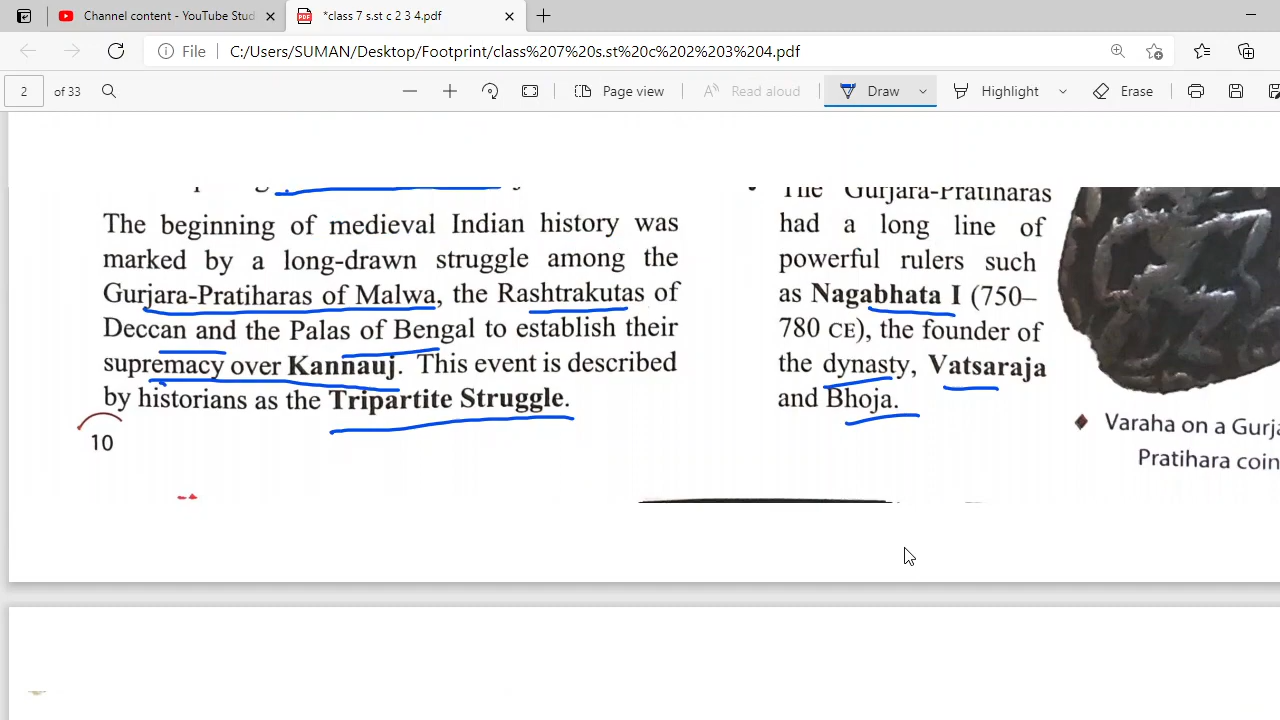 Channel content - YouTube Stud
*class 7 s.st c 2 3 4.pdf
File
C:/Users/SUMAN/Desktop/Footprint/class%207%20s.st%20c%202%203%204.pdf
2 of 33
Page view
Read aloud
Draw
Highlight
Erase
The beginning of medieval Indian history was
marked by a long-drawn struggle among the
Gurjara-Pratiharas of Malwa, the Rashtrakutas of
Deccan and the Palas of Bengal to establish their
supremacy over Kannauj. This event is described
by historians as the Tripartite Struggle.
10
• The Gurjara-Pratiharas
had a long line of
powerful rulers such
as Nagabhata I (750–
780 CE), the founder of
the dynasty, Vatsaraja
and Bhoja.
Varaha on a Gurja
Pratihara coin